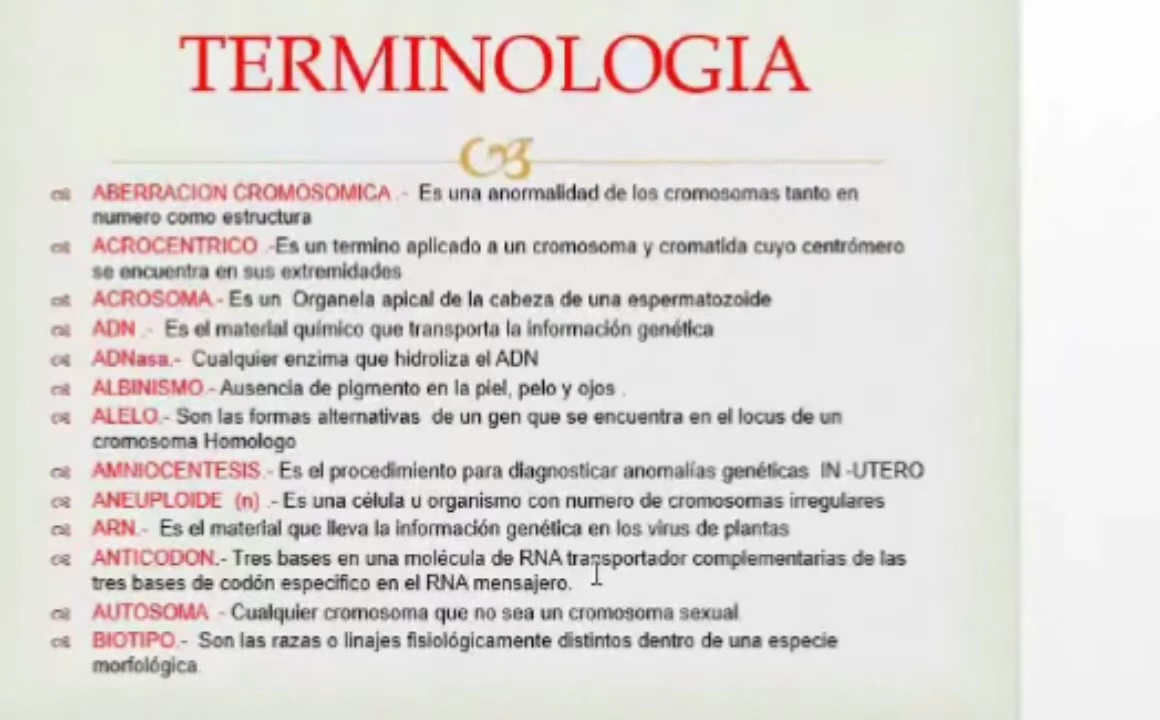 TERMINOLOGIA
ABERRACION CROMOSOMICA .- Es una anormalidad de los cromosomas tanto en
numero como estructura
ACROCENTRICO .-Es un termino aplicado a un cromosoma y cromatida cuyo centrómero
se encuentra en sus extremidades
ACROSOMA.- Es un Organela apical de la cabeza de una espermatozoide
ADN .- Es el material químico que transporta la información genética
ADNasa.- Cualquier enzima que hidroliza el ADN
ALBINISMO.- Ausencia de pigmento en la piel, pelo y ojos .
ALELO.- Son las formas alternativas de un gen que se encuentra en el locus de un
cromosoma Homologo
AMNIOCENTESIS.- Es el procedimiento para diagnosticar anomalías genéticas IN -UTERO
ANEUPLOIDE (n) .- Es una célula u organismo con numero de cromosomas irregulares
ARN.- Es el material que lleva la información genética en los virus de plantas
ANTICODON.- Tres bases en una molécula de RNA transportador complementarias de las
tres bases de codón especifico en el RNA mensajero.
AUTOSOMA .- Cualquier cromosoma que no sea un cromosoma sexual
BIOTIPO.- Son las razas o linajes fisiológicamente distintos dentro de una especie
morfológica